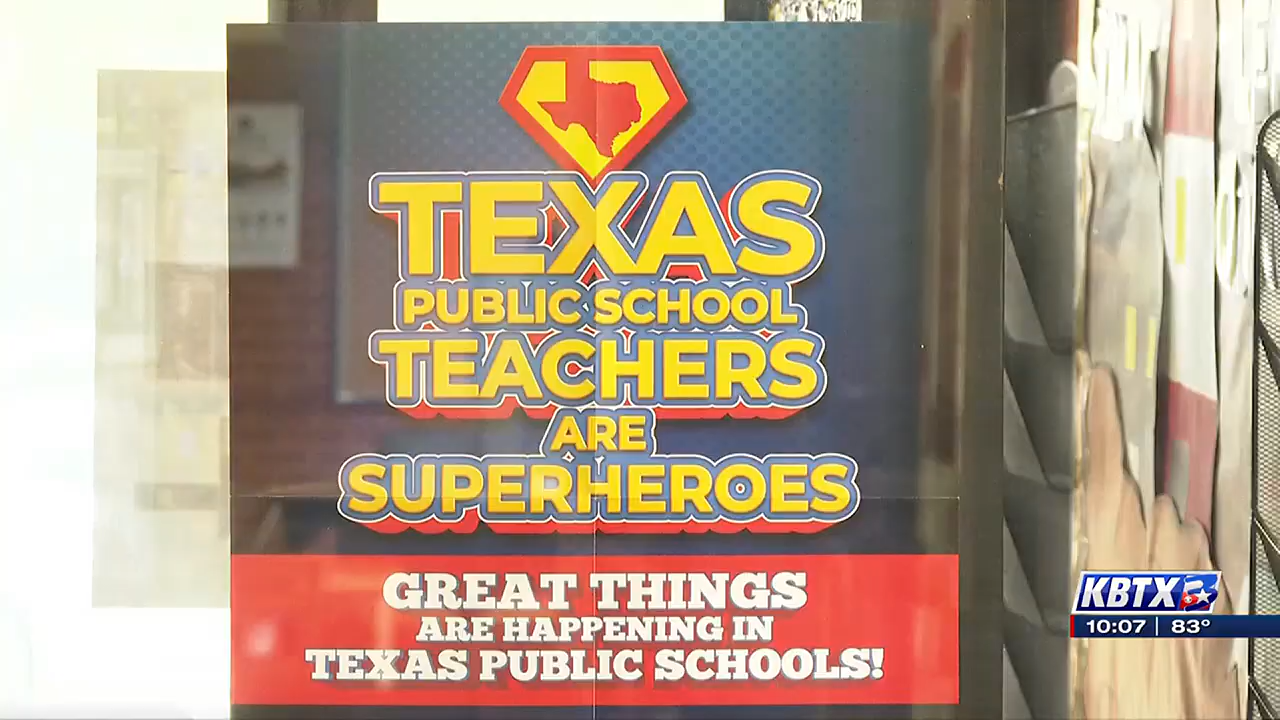 TEXAS
PUBLIC SCHOOL
TEACHERS
ARE
SUPERHEROES
GREAT THINGS
ARE HAPPENING IN
TEXAS PUBLIC SCHOOLS!
KBTX
10:07 | 83°